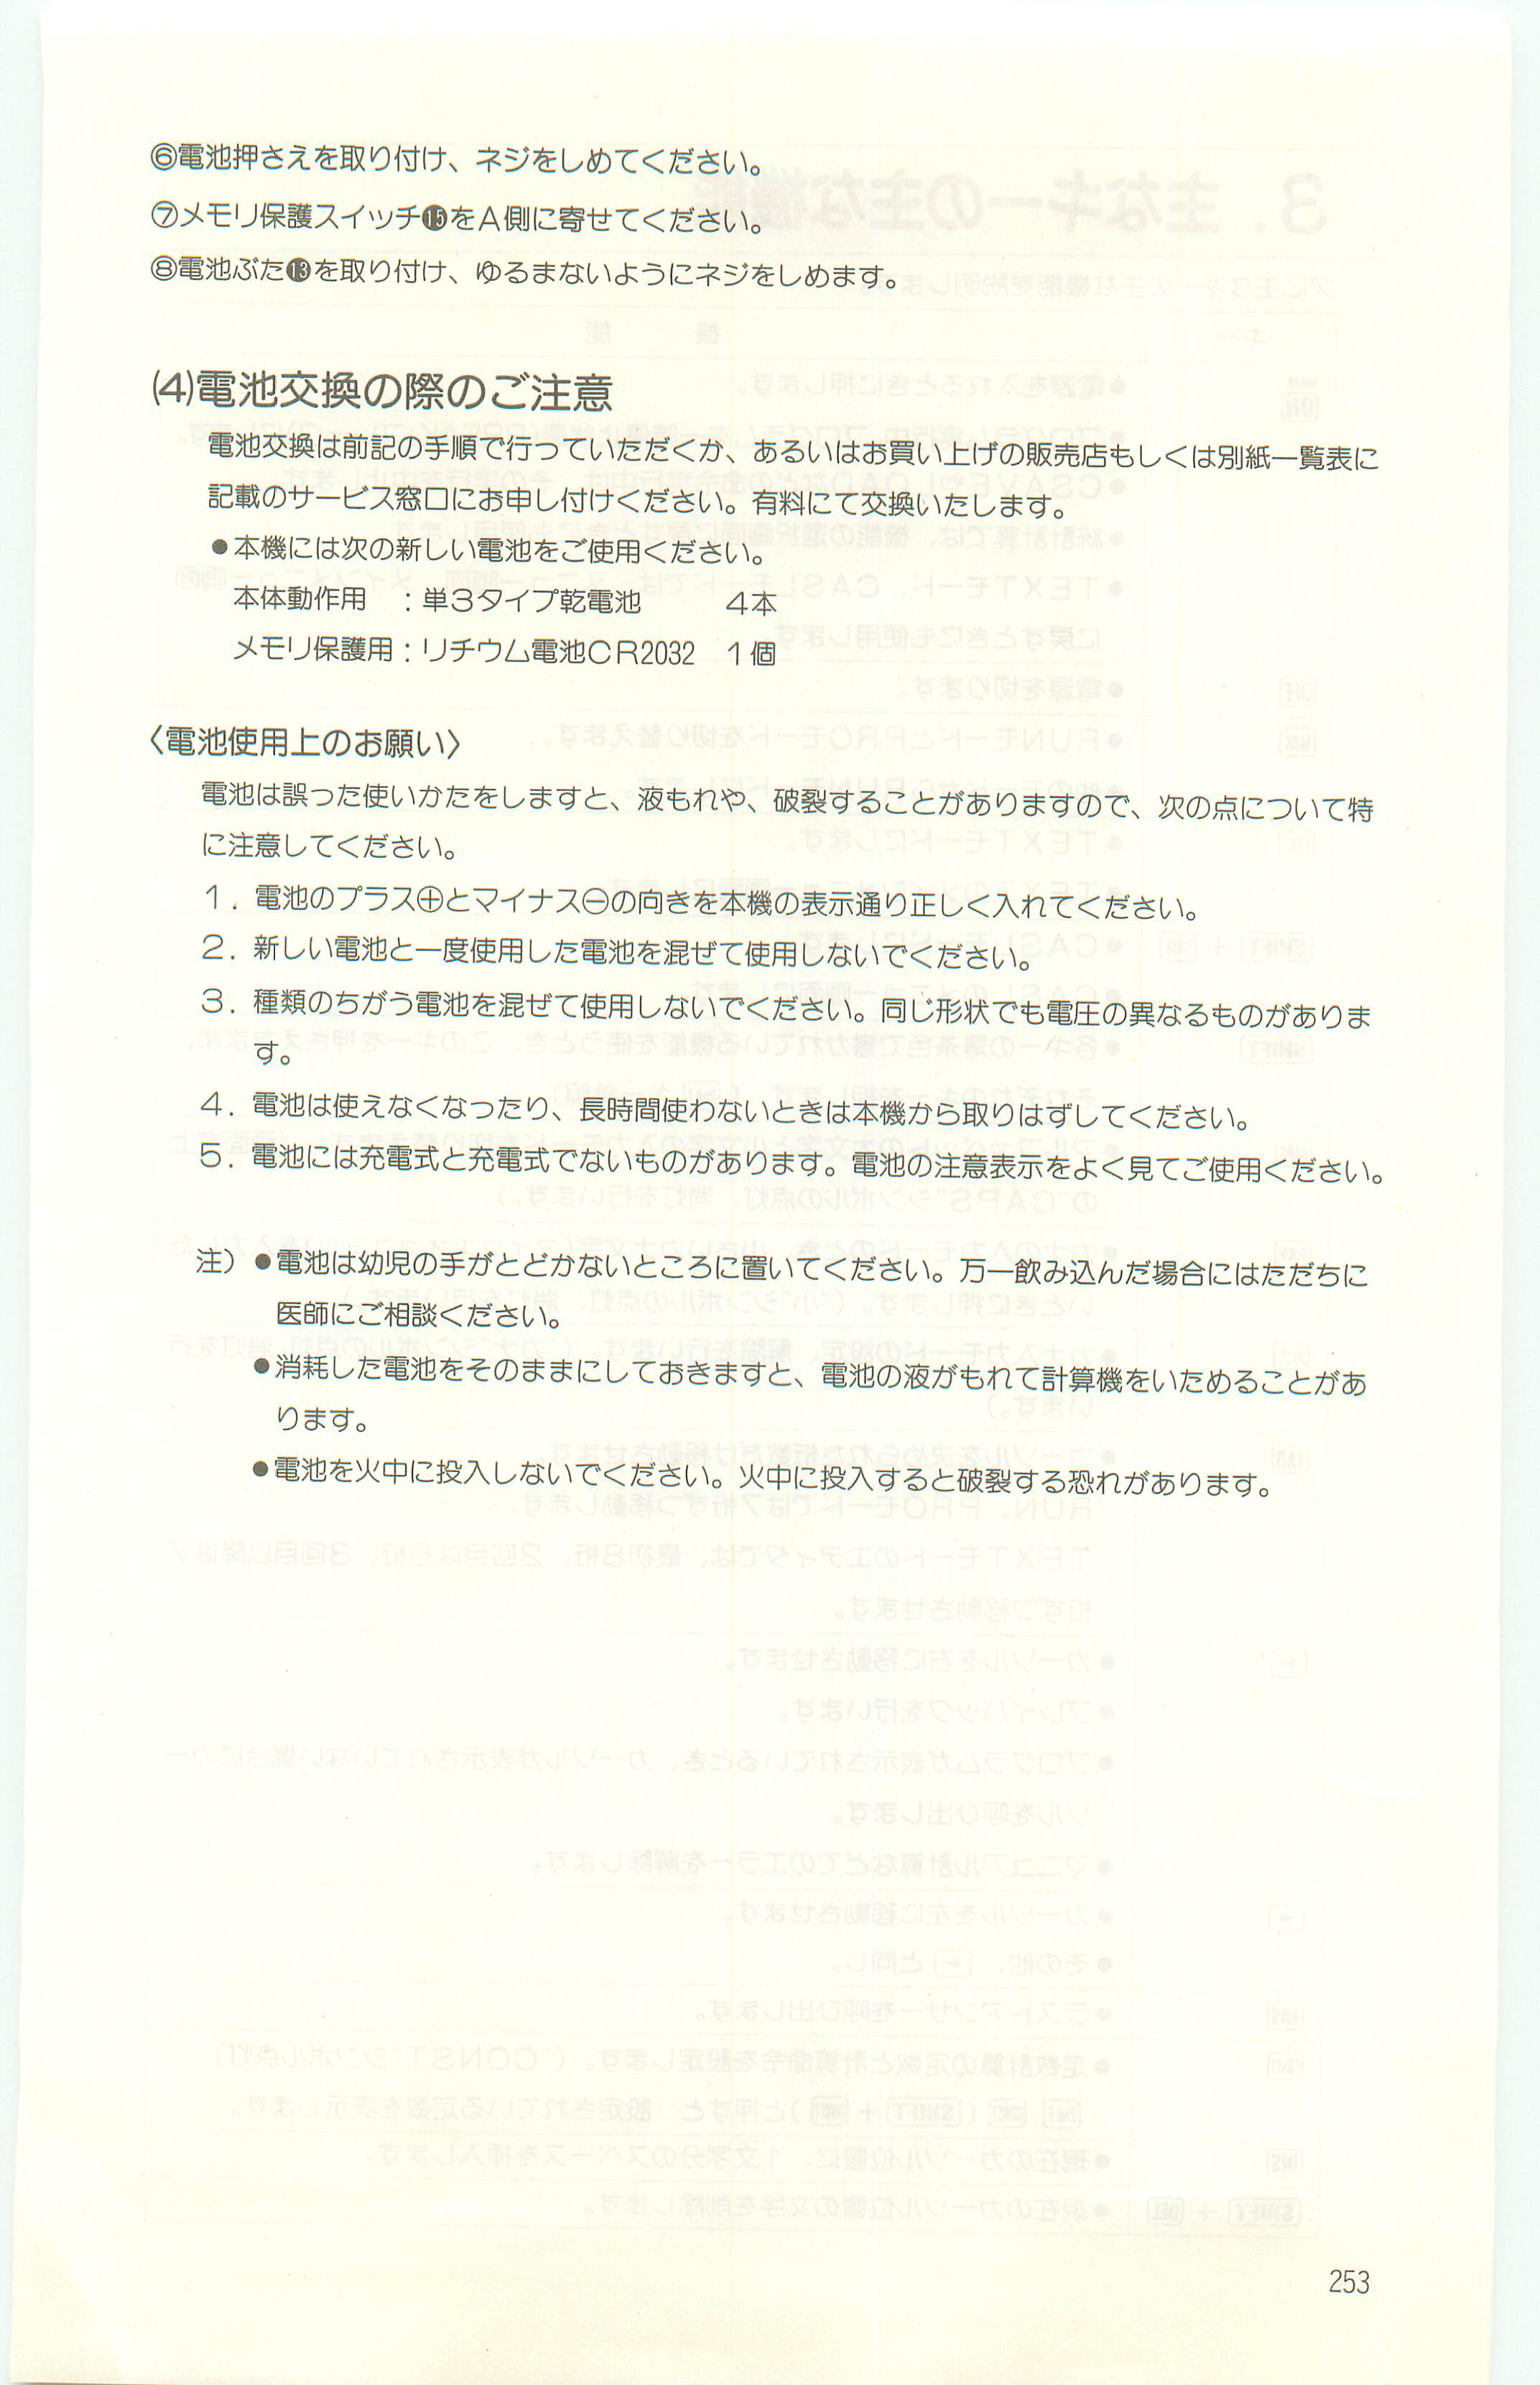 ⑥電池押さえを取り付け、ネジをしめてください。
⑦メモリ保護スイッチ⓯をA側に寄せてください。
⑧電池ぶた⓭を取り付け、ゆるまないようにネジをしめます。
(4)電池交換の際のご注意
電池交換は前記の手順で行っていただくか、あるいはお買い上げの販売店もしくは別紙一覧表に
記載のサービス窓口にお申し付けください。有料にて交換いたします。
●本機には次の新しい電池をご使用ください。
本体動作用　：単3タイプ乾電池　　　4本
メモリ保護用：リチウム電池CR2032　1個
〈電池使用上のお願い〉
電池は誤った使いかたをしますと、液もれや、破裂することがありますので、次の点について特
に注意してください。
1. 電池のプラス⊕とマイナス⊖の向きを本機の表示通り正しく入れてください。
2. 新しい電池と一度使用した電池を混ぜて使用しないでください。
3. 種類のちがう電池を混ぜて使用しないでください。同じ形状でも電圧の異なるものがありま
す。
4. 電池は使えなくなったり、長時間使わないときは本機から取りはずしてください。
5. 電池には充電式と充電式でないものがあります。電池の注意表示をよく見てご使用ください。
注）●電池は幼児の手がとどかないところに置いてください。万一飲み込んだ場合にはただちに
医師にご相談ください。
●消耗した電池をそのままにしておきますと、電池の液がもれて計算機をいためることがあ
ります。
●電池を火中に投入しないでください。火中に投入すると破裂する恐れがあります。
253